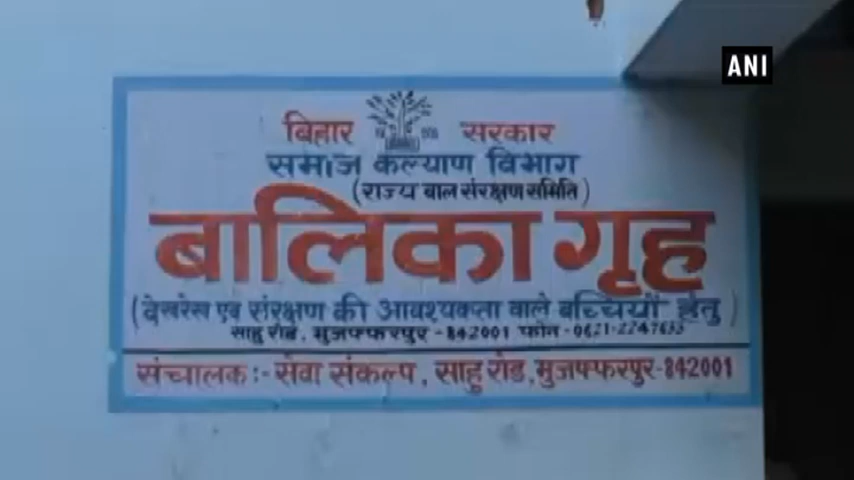 ANI
बिहार सरकार
समाज कल्याण विभाग
(राज्य बाल संरक्षण समिति)
बालिका गृह
(देखरेख एव संरक्षण की आवश्यकता वाले बच्चियों हेतु)
साहु रोड, मुजफ्फरपुर - 842001 फोन - 0621-
संचालक :- सेवा संकल्प, साहु रोड, मुजफ्फरपुर-842001